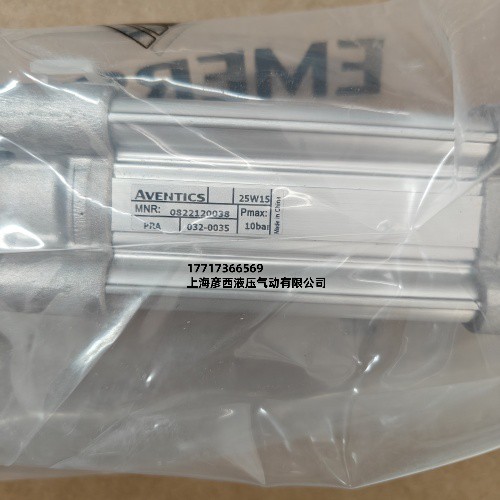 EMERS
AVENTICS 25W15
MNR: 0822120038 Pmax:
PRA 032-0035 10bar
Made in China
17717366569
上海彦西液压气动有限公司